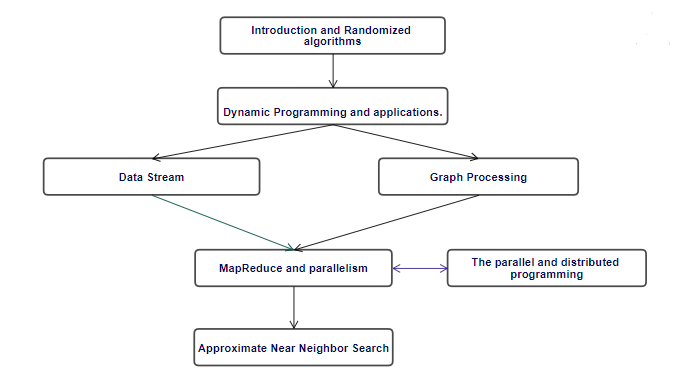 Introduction and Randomized
algorithms
Dynamic Programming and applications.
Data Stream
Graph Processing
MapReduce and parallelism
The parallel and distributed
programming
Approximate Near Neighbor Search